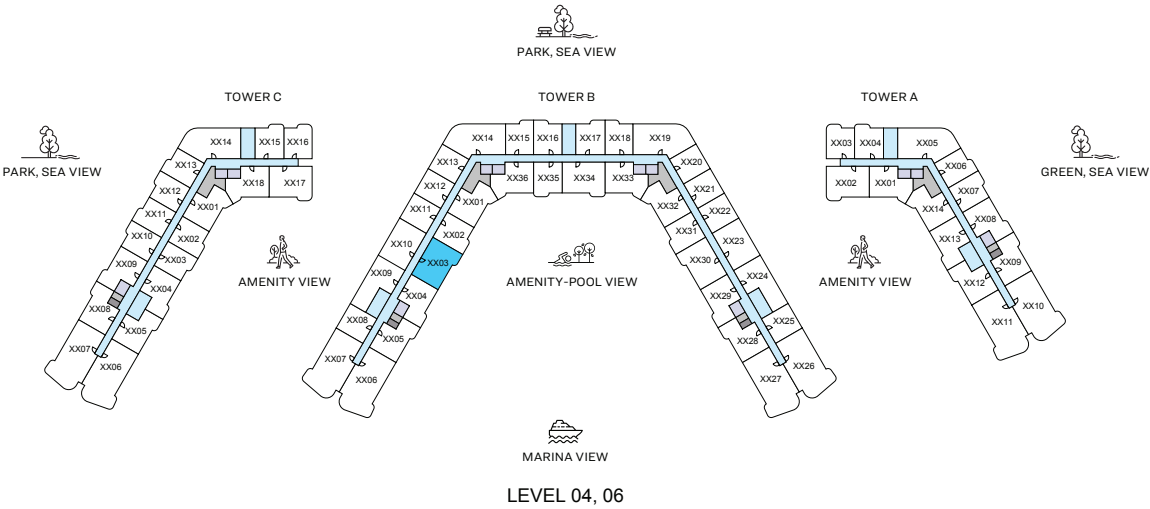 PARK, SEA VIEW
TOWER C
TOWER B
TOWER A
PARK, SEA VIEW
GREEN, SEA VIEW
XX14
XX15
XX16
XX13
XX18
XX17
XX12
XX01
XX11
XX02
XX10
XX03
XX09
XX04
XX08
XX05
XX07
XX06
AMENITY VIEW
XX14
XX15
XX16
XX17
XX18
XX19
XX13
XX36
XX35
XX34
XX33
XX20
XX12
XX01
XX32
XX21
XX11
XX02
XX31
XX22
XX10
XX03
XX30
XX23
XX09
XX04
XX29
XX24
XX08
XX05
XX28
XX25
XX07
XX06
XX27
XX26
AMENITY-POOL VIEW
AMENITY VIEW
XX03
XX04
XX05
XX02
XX01
XX06
XX14
XX07
XX13
XX08
XX12
XX09
XX11
XX10
MARINA VIEW
LEVEL 04, 06